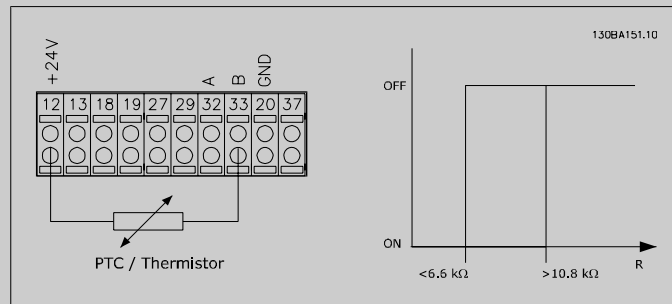 130BA151.10
+24V
A
B
GND
12 13 18 19 27 29 32 33 20 37
PTC / Thermistor
OFF
ON
R
<6.6 kΩ
>10.8 kΩ